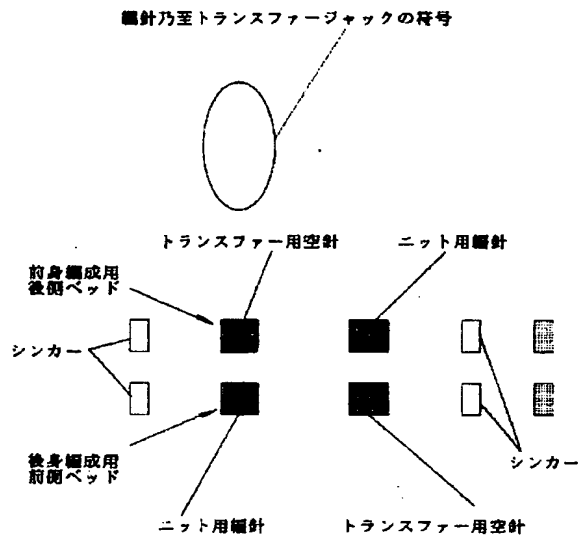 編針乃至トランスファージャックの符号
トランスファー用空針
ニット用編針
前身編成用
後側ベッド
シンカー
後身編成用
前側ベッド
シンカー
ニット用編針
トランスファー用空針